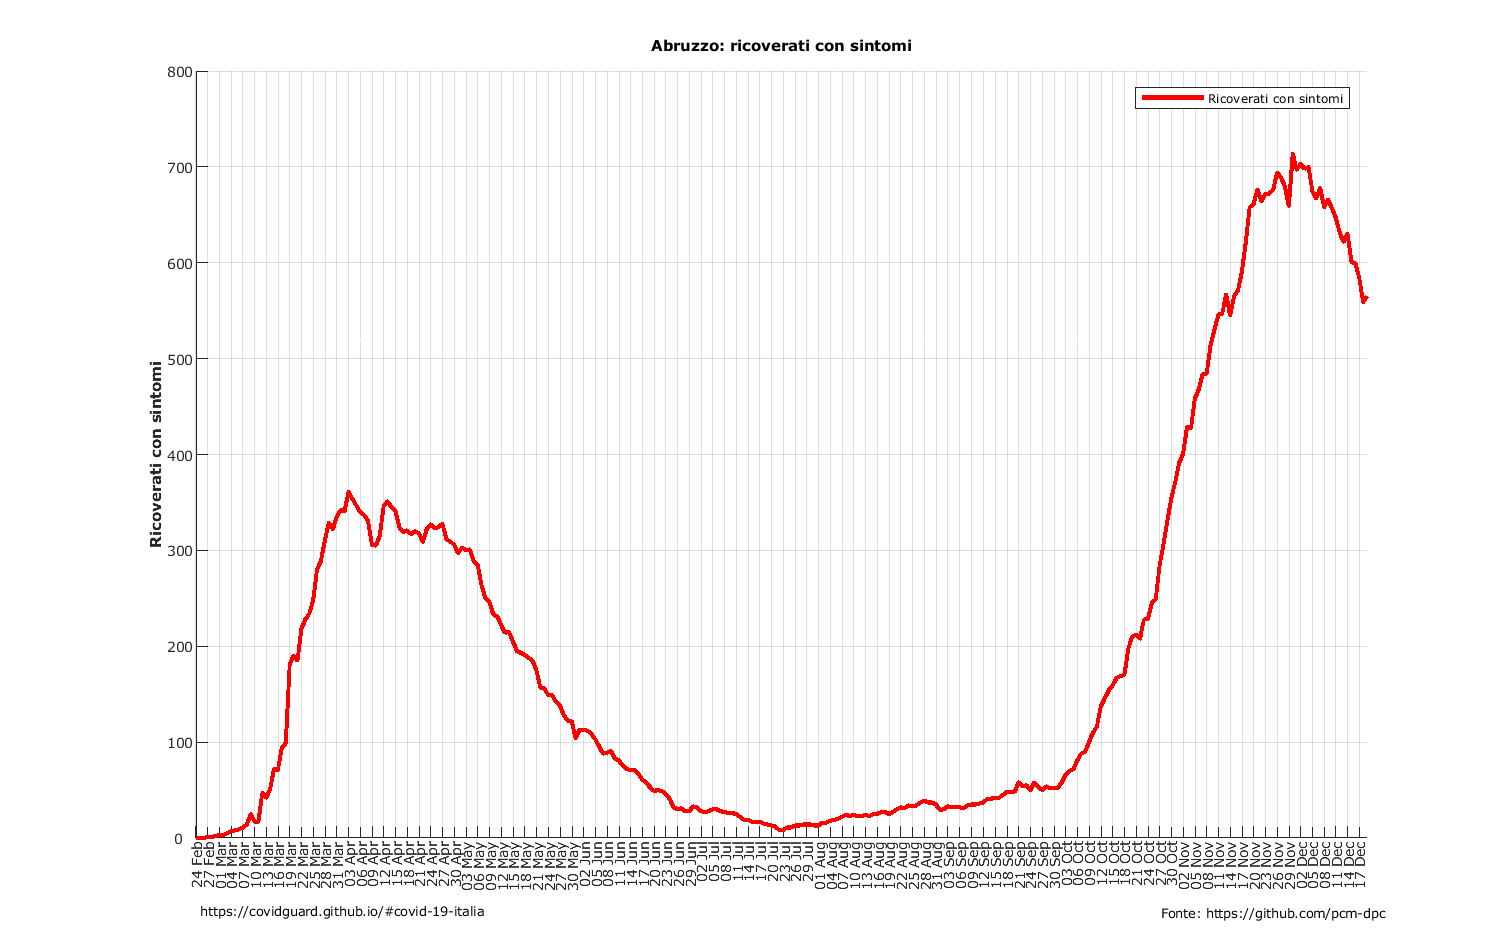 Abruzzo: ricoverati con sintomi
Ricoverati con sintomi
Ricoverati con sintomi
800
700
600
500
400
300
200
100
0
24 Feb
27 Feb
01 Mar
04 Mar
07 Mar
10 Mar
13 Mar
16 Mar
19 Mar
22 Mar
25 Mar
28 Mar
31 Mar
03 Apr
06 Apr
09 Apr
12 Apr
15 Apr
18 Apr
21 Apr
24 Apr
27 Apr
30 Apr
03 May
06 May
09 May
12 May
15 May
18 May
21 May
24 May
27 May
30 May
02 Jun
05 Jun
08 Jun
11 Jun
14 Jun
17 Jun
20 Jun
23 Jun
26 Jun
29 Jun
02 Jul
05 Jul
08 Jul
11 Jul
14 Jul
17 Jul
20 Jul
23 Jul
26 Jul
29 Jul
01 Aug
04 Aug
07 Aug
10 Aug
13 Aug
16 Aug
19 Aug
22 Aug
25 Aug
28 Aug
31 Aug
03 Sep
06 Sep
09 Sep
12 Sep
15 Sep
18 Sep
21 Sep
24 Sep
27 Sep
30 Sep
03 Oct
06 Oct
09 Oct
12 Oct
15 Oct
18 Oct
21 Oct
24 Oct
27 Oct
30 Oct
02 Nov
05 Nov
08 Nov
11 Nov
14 Nov
17 Nov
20 Nov
23 Nov
26 Nov
29 Nov
02 Dec
05 Dec
08 Dec
11 Dec
14 Dec
17 Dec
https://covidguard.github.io/#covid-19-italia
Fonte: https://github.com/pcm-dpc